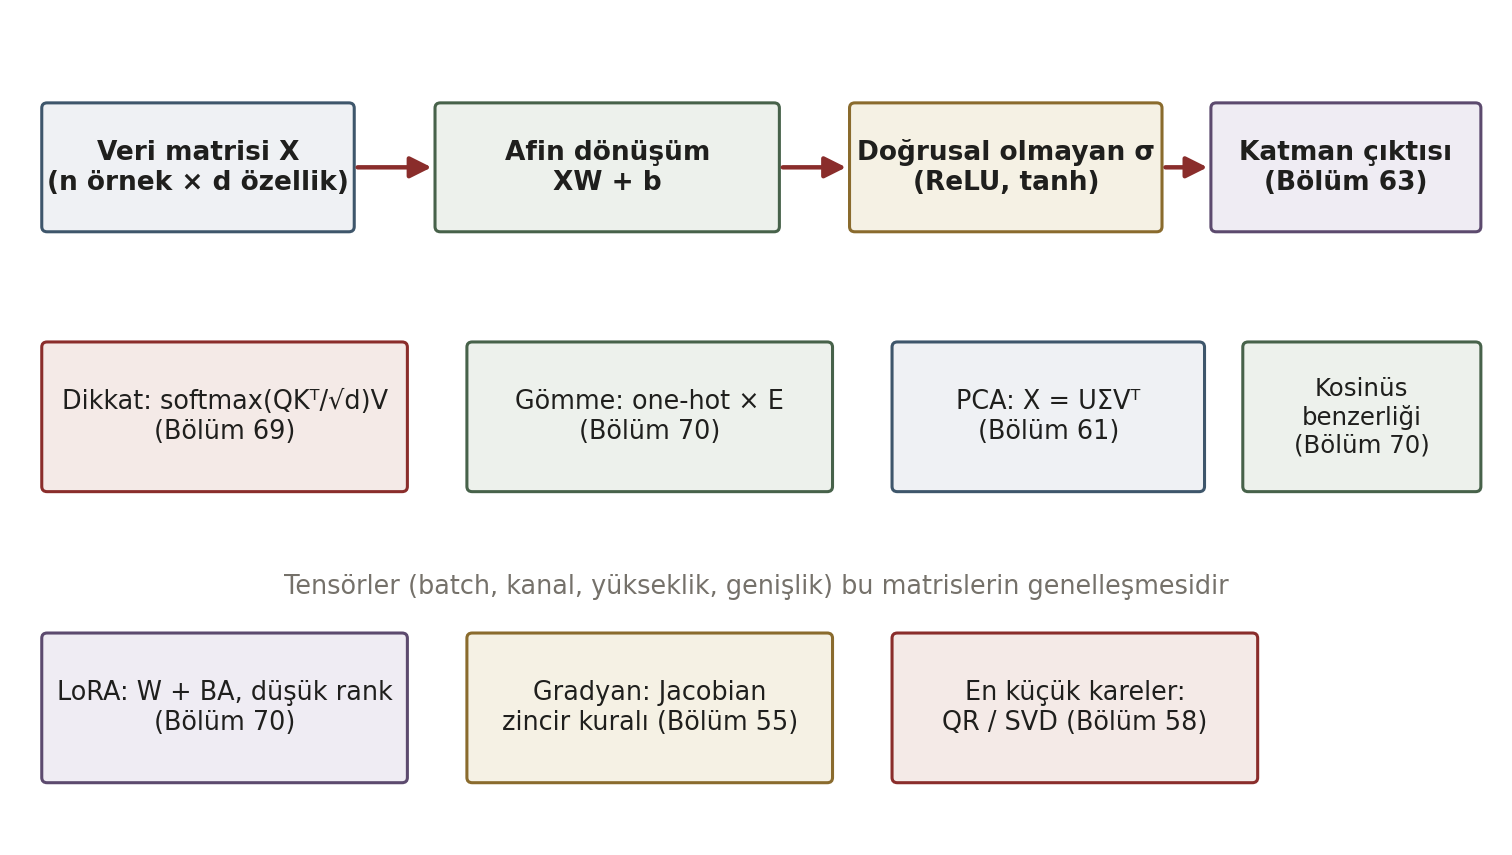 Veri matrisi X
(n örnek × d özellik)
Afin dönüşüm
XW + b
Doğrusal olmayan σ
(ReLU, tanh)
Katman çıktısı
(Bölüm 63)
Dikkat: softmax(QKᵀ/√d)V
(Bölüm 69)
Gömme: one-hot × E
(Bölüm 70)
PCA: X = UΣVᵀ
(Bölüm 61)
Kosinüs
benzerliği
(Bölüm 70)
Tensörler (batch, kanal, yükseklik, genişlik) bu matrislerin genelleşmesidir
LoRA: W + BA, düşük rank
(Bölüm 70)
Gradyan: Jacobian
zincir kuralı (Bölüm 55)
En küçük kareler:
QR / SVD (Bölüm 58)